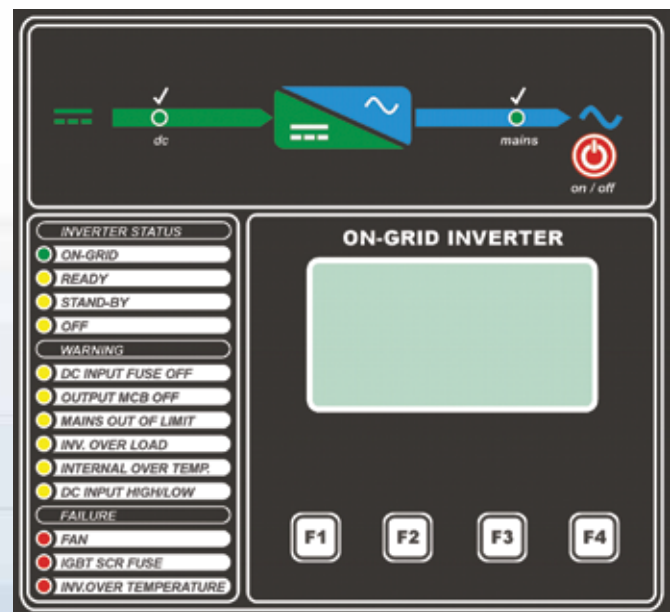 dc
mains
on / off
INVERTER STATUS
ON-GRID
READY
STAND-BY
OFF
WARNING
DC INPUT FUSE OFF
OUTPUT MCB OFF
MAINS OUT OF LIMIT
INV. OVER LOAD
INTERNAL OVER TEMP.
DC INPUT HIGH/LOW
FAILURE
FAN
IGBT SCR FUSE
INV.OVER TEMPERATURE
ON-GRID INVERTER
F1 F2 F3 F4